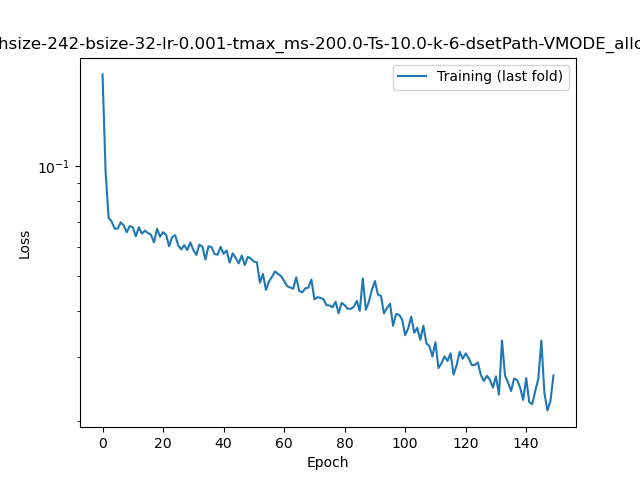 hsize-242-bsize-32-lr-0.001-tmax_ms-200.0-Ts-10.0-k-6-dsetPath-VMODE_allc
Training (last fold)
10⁻¹
Loss
0 20 40 60 80 100 120 140
Epoch